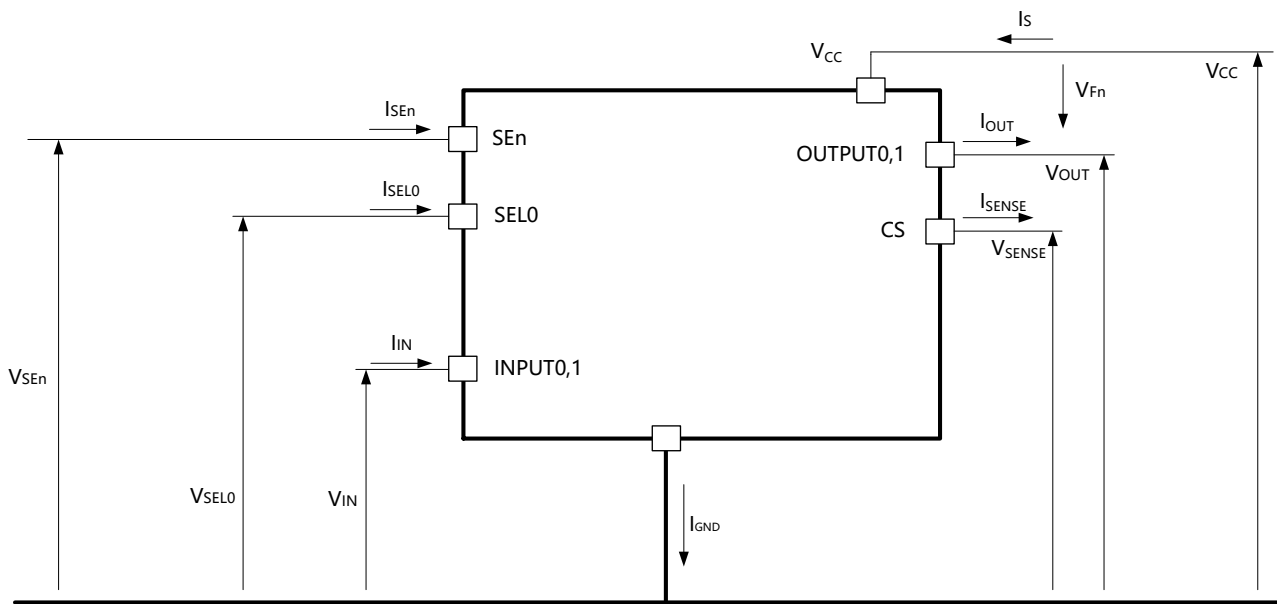 IS
VCC
VCC
VFn
ISEn
SEn
IOUT
OUTPUT0,1
VOUT
ISEL0
SEL0
ISENSE
CS
VSENSE
IIN
INPUT0,1
VSEn
VSEL0
VIN
IGND